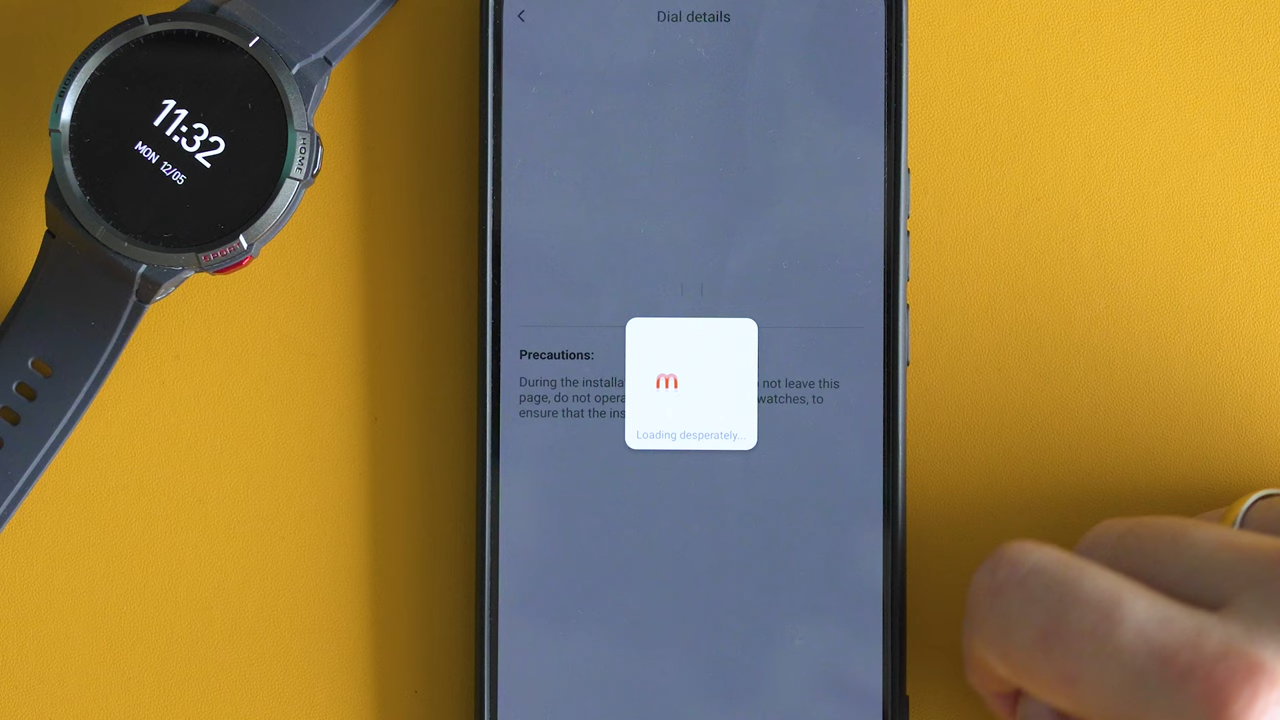 11:32
MON 12/05
HOME
SPORT
Dial details
Precautions:
During the installa not leave this
page, do not opera watches, to
ensure that the ins
Loading desperately...